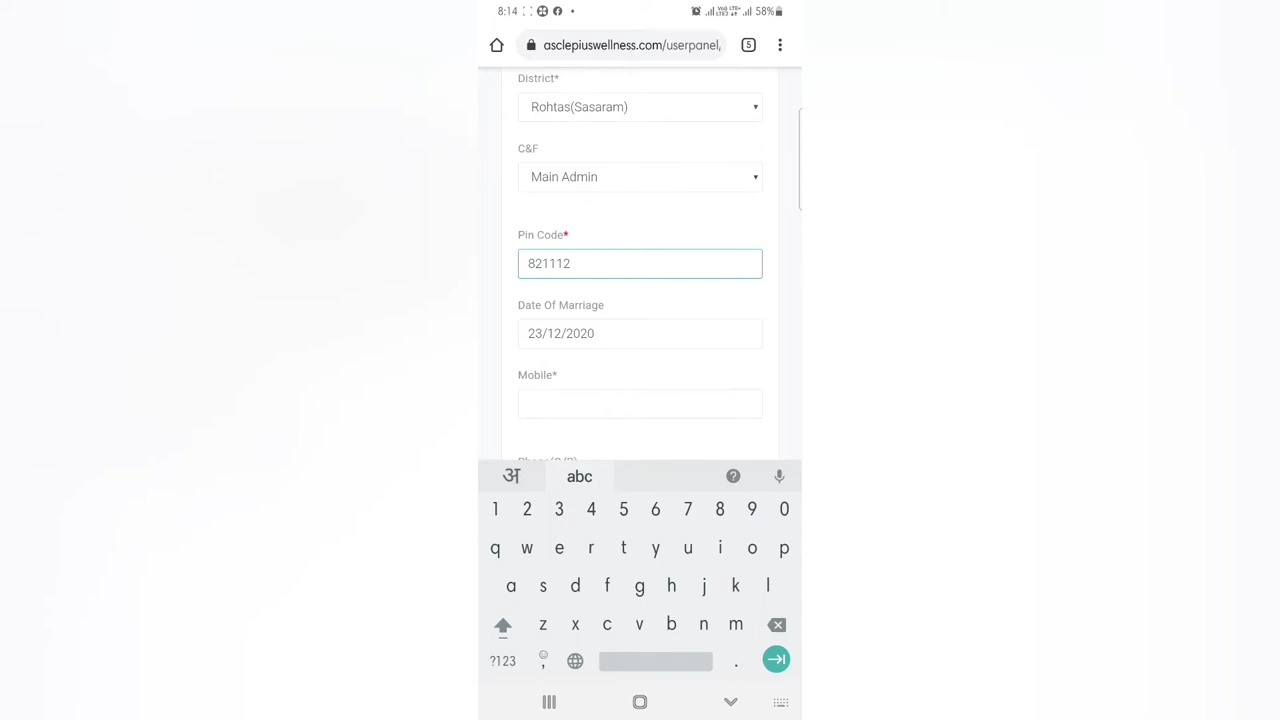 8:14 58%
asclepiuswellness.com/userpanel, 5
District*
Rohtas(Sasaram)
C&F
Main Admin
Pin Code*
821112
Date Of Marriage
23/12/2020
Mobile*
अ abc
1 2 3 4 5 6 7 8 9 0
q w e r t y u i o p
a s d f g h j k l
z x c v b n m
?123 , .